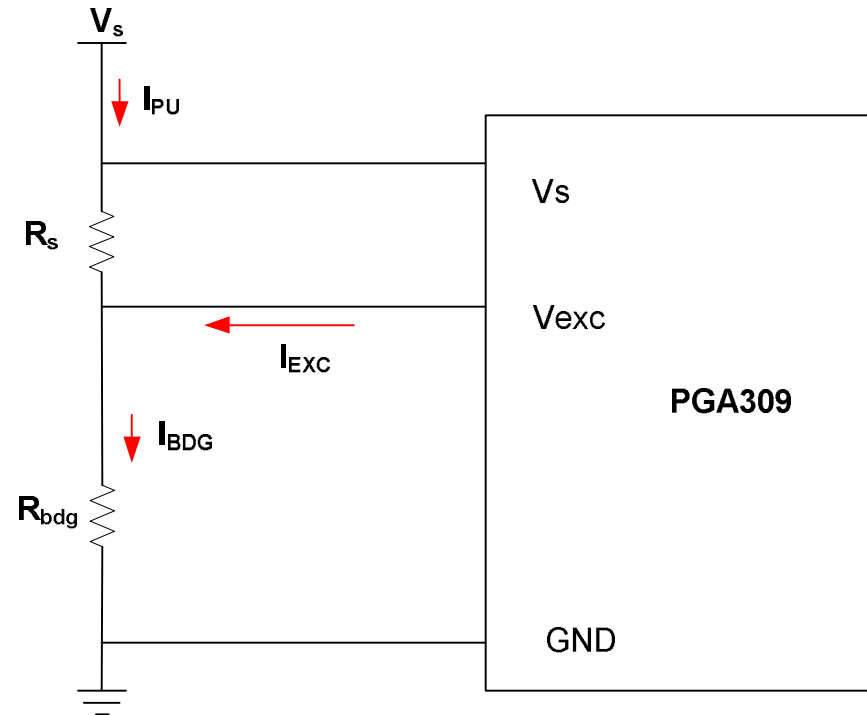 Vs
IPU
Vs
Rs
Vexc
IEXC
PGA309
IBDG
Rbdg
GND